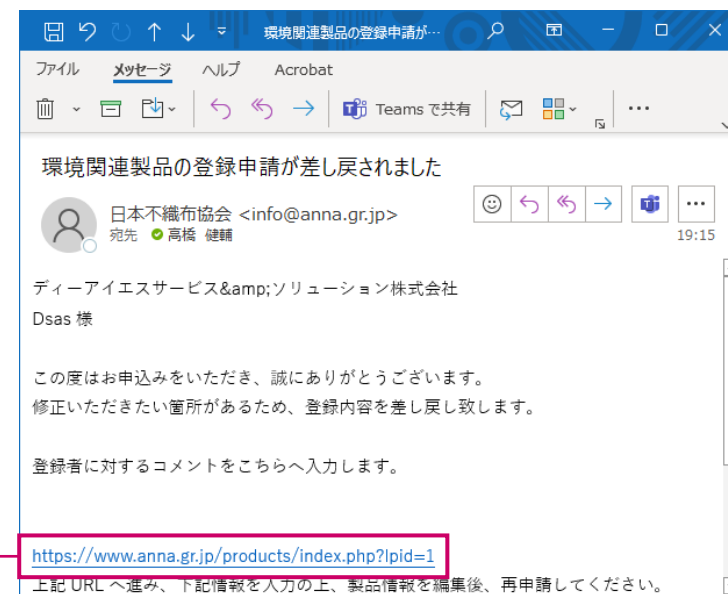 環境関連製品の登録申請が…
ファイル メッセージ ヘルプ Acrobat
Teams で共有
環境関連製品の登録申請が差し戻されました
日本不織布協会 <info@anna.gr.jp>
宛先 高橋 健輔
19:15
ディーアイエスサービス&amp;ソリューション株式会社
Dsas 様
この度はお申込みをいただき、誠にありがとうございます。
修正いただきたい箇所があるため、登録内容を差し戻し致します。
登録者に対するコメントをこちらへ入力します。
https://www.anna.gr.jp/products/index.php?lpid=1
上記 URL へ進み、下記情報を入力の上、製品情報を編集後、再申請してください。